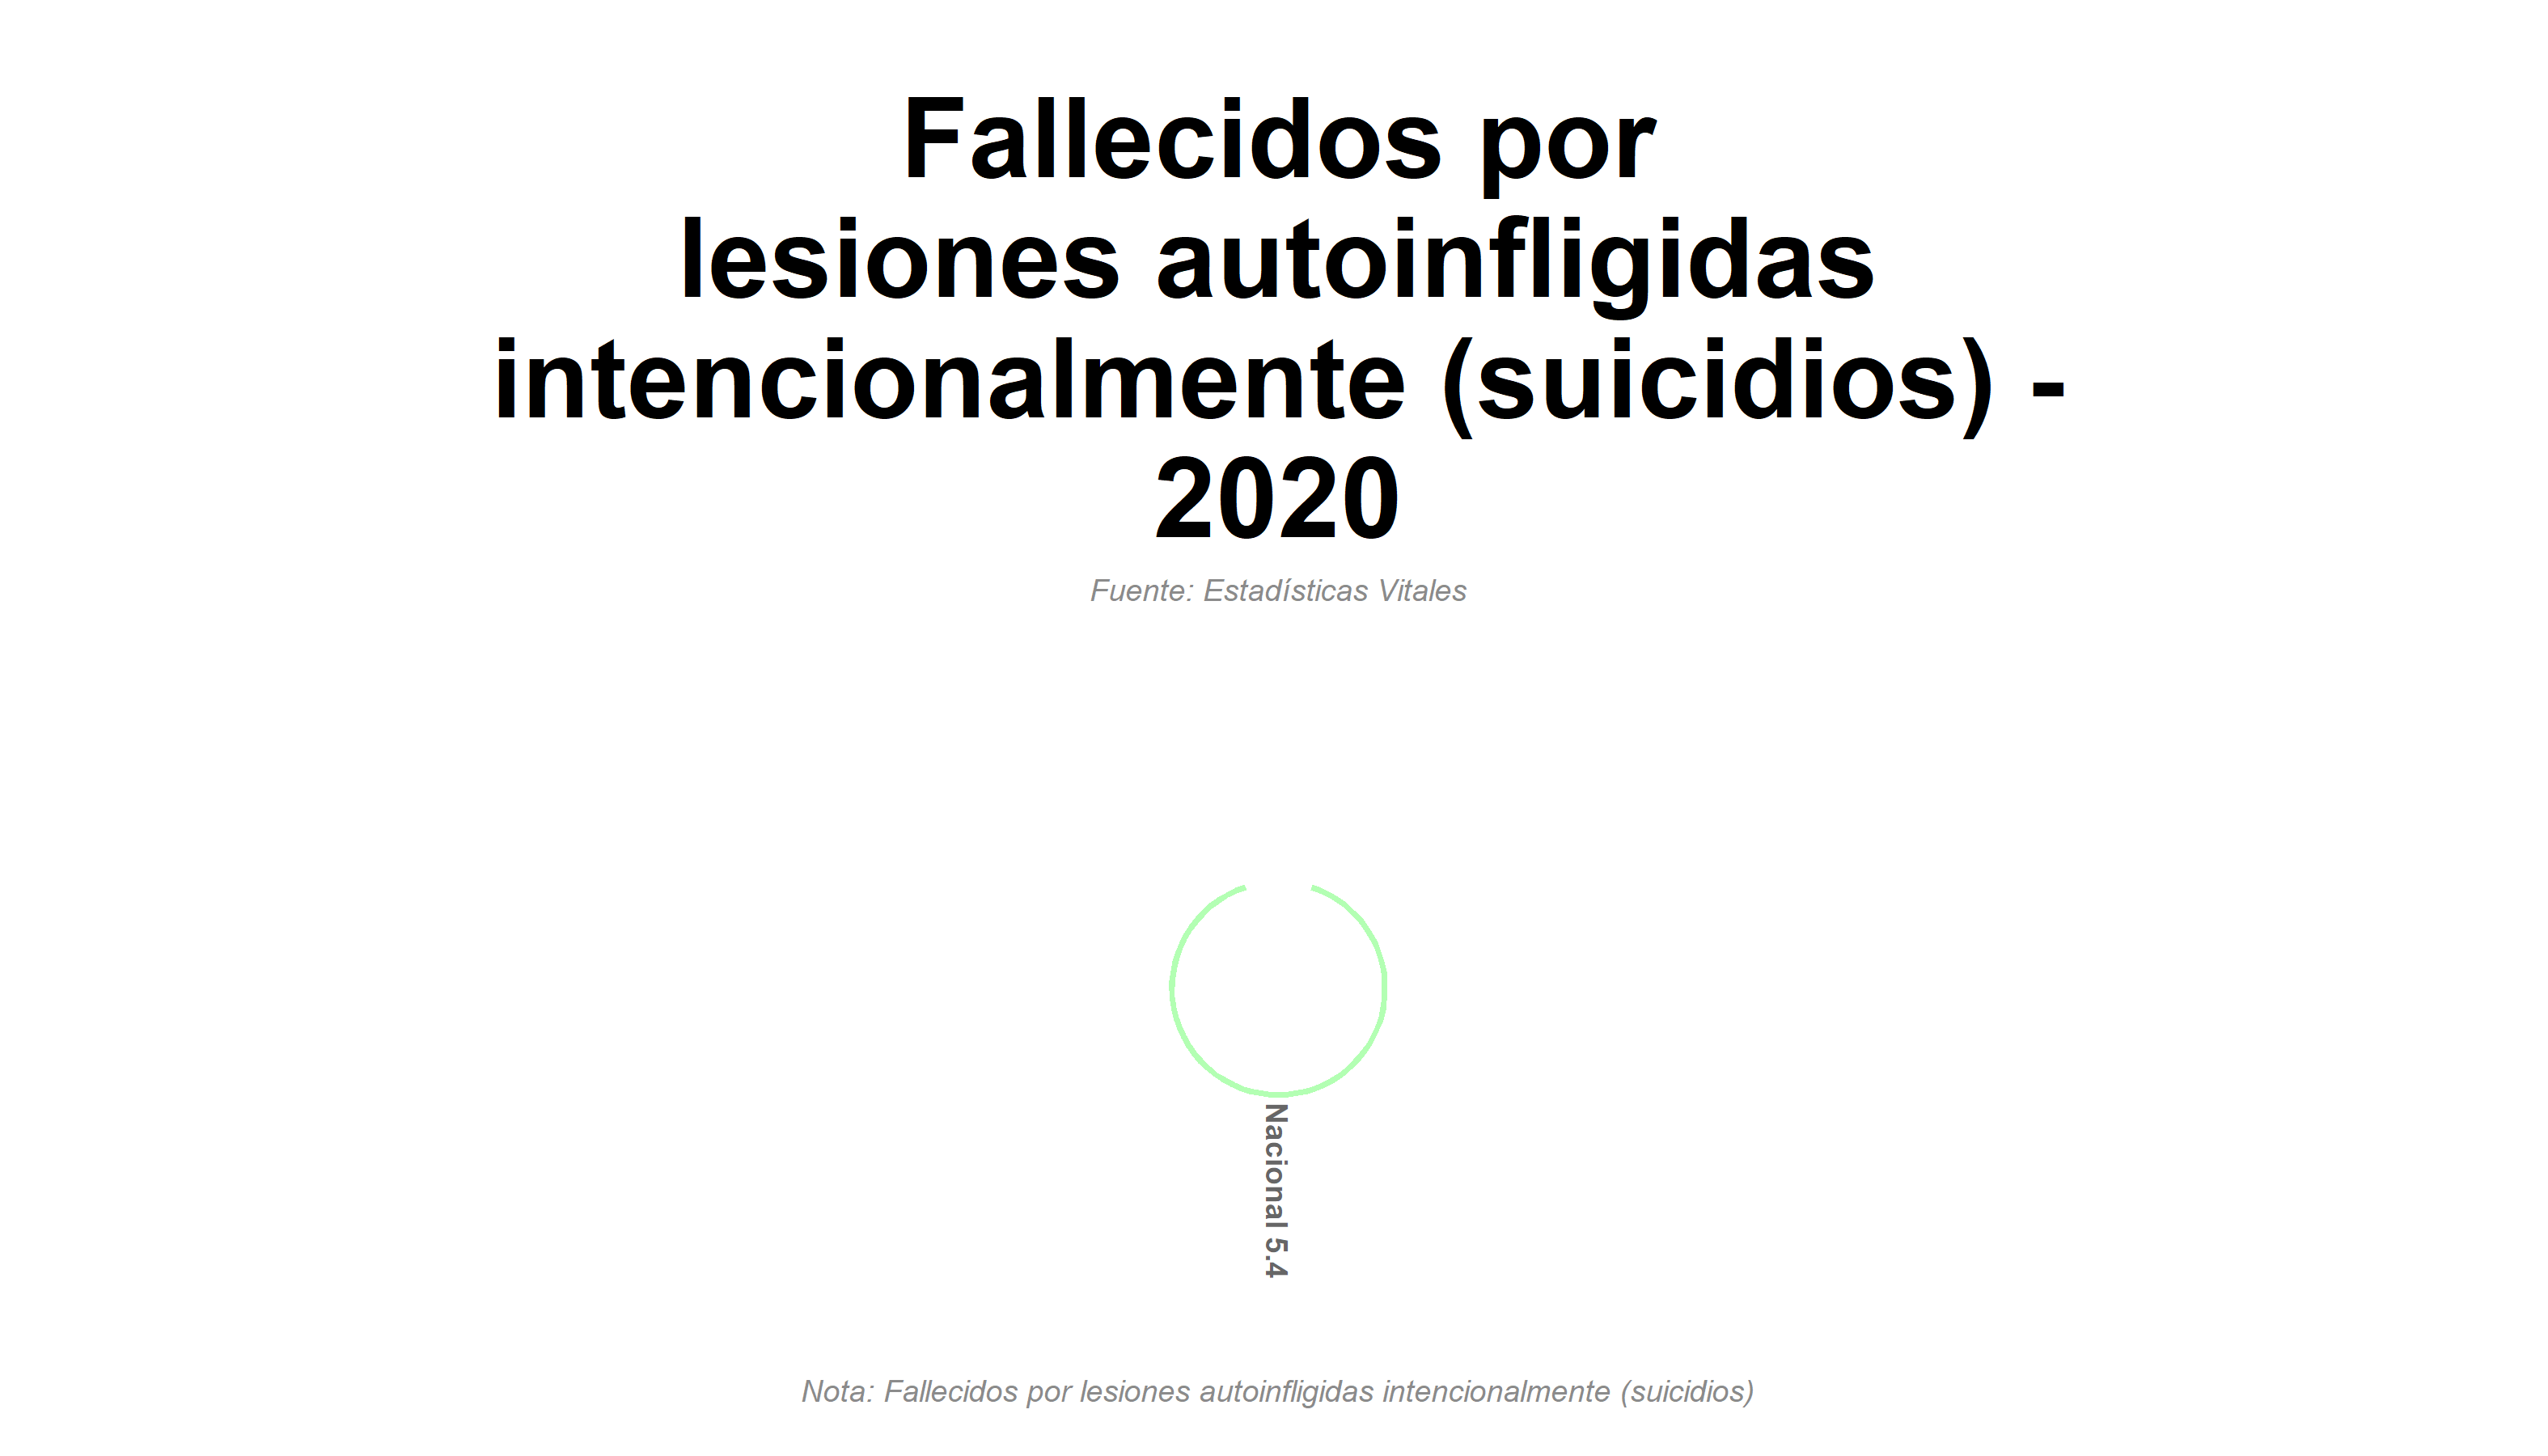 Fallecidos por
lesiones autoinfligidas
intencionalmente (suicidios) -
2020
Fuente: Estadísticas Vitales
Nacional 5.4
Nota: Fallecidos por lesiones autoinfligidas intencionalmente (suicidios)